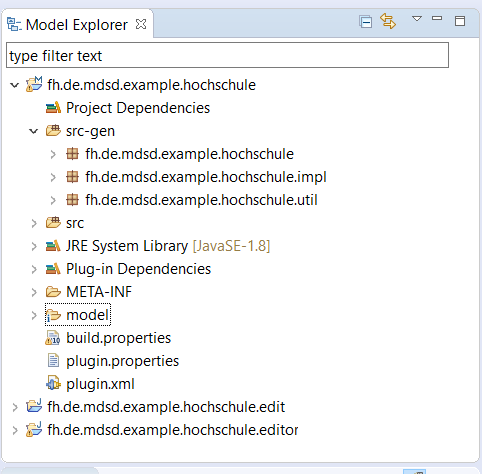 Model Explorer
type filter text
fh.de.mdsd.example.hochschule
Project Dependencies
src-gen
fh.de.mdsd.example.hochschule
fh.de.mdsd.example.hochschule.impl
fh.de.mdsd.example.hochschule.util
src
JRE System Library [JavaSE-1.8]
Plug-in Dependencies
META-INF
model
build.properties
plugin.properties
plugin.xml
fh.de.mdsd.example.hochschule.edit
fh.de.mdsd.example.hochschule.editor